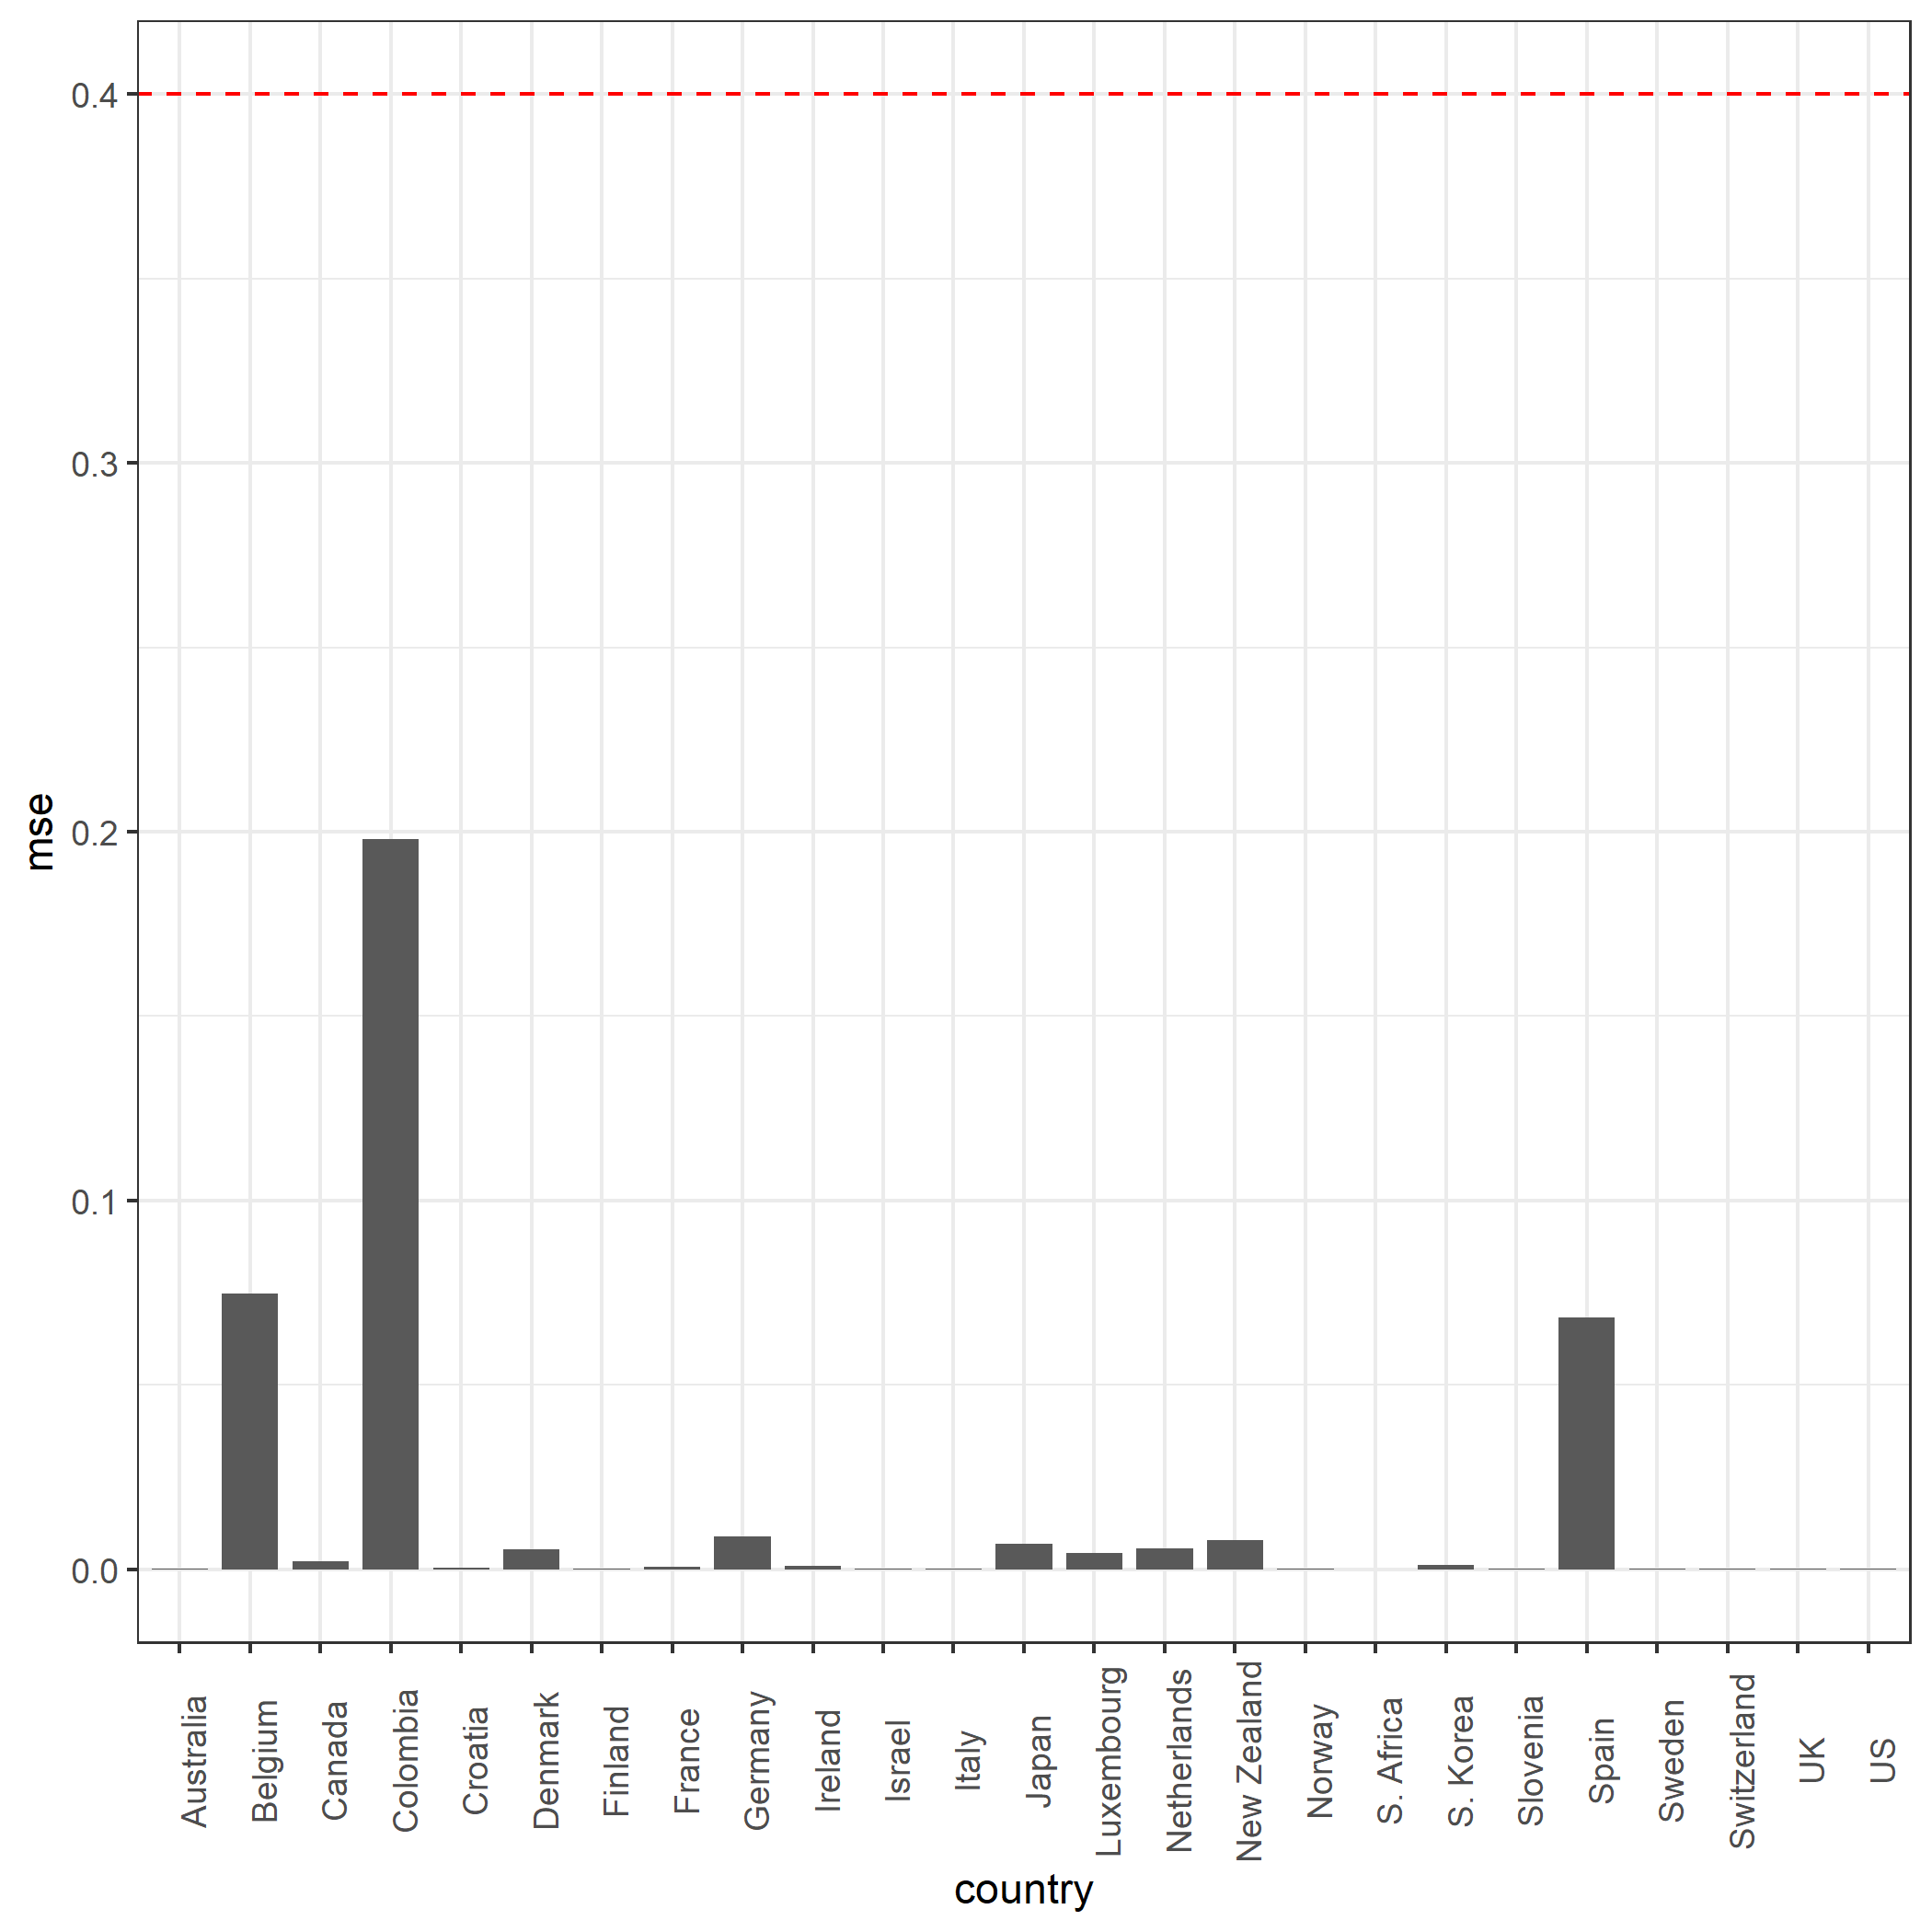 mse
0.4
0.3
0.2
0.1
0.0
Australia
Belgium
Canada
Colombia
Croatia
Denmark
Finland
France
Germany
Ireland
Israel
Italy
Japan
Luxembourg
Netherlands
New Zealand
Norway
S. Africa
S. Korea
Slovenia
Spain
Sweden
Switzerland
UK
US
country